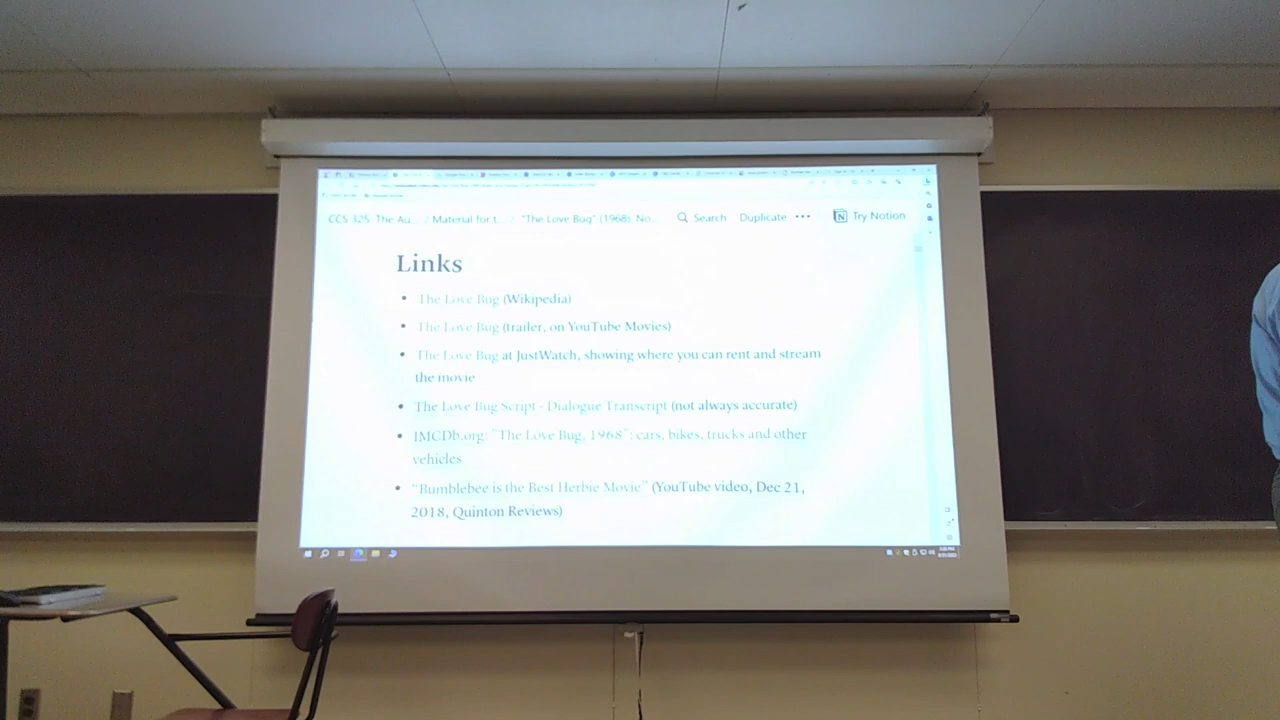 CCS 325: The Au... / Material for t... / "The Love Bug" (1968): No... Search Duplicate ••• Try Notion
Links
• The Love Bug (Wikipedia)
• The Love Bug (trailer, on YouTube Movies)
• The Love Bug at JustWatch, showing where you can rent and stream
the movie
• The Love Bug Script - Dialogue Transcript (not always accurate)
• IMCDb.org: "The Love Bug, 1968": cars, bikes, trucks and other
vehicles
• "Bumblebee is the Best Herbie Movie" (YouTube video, Dec 21,
2018, Quinton Reviews)